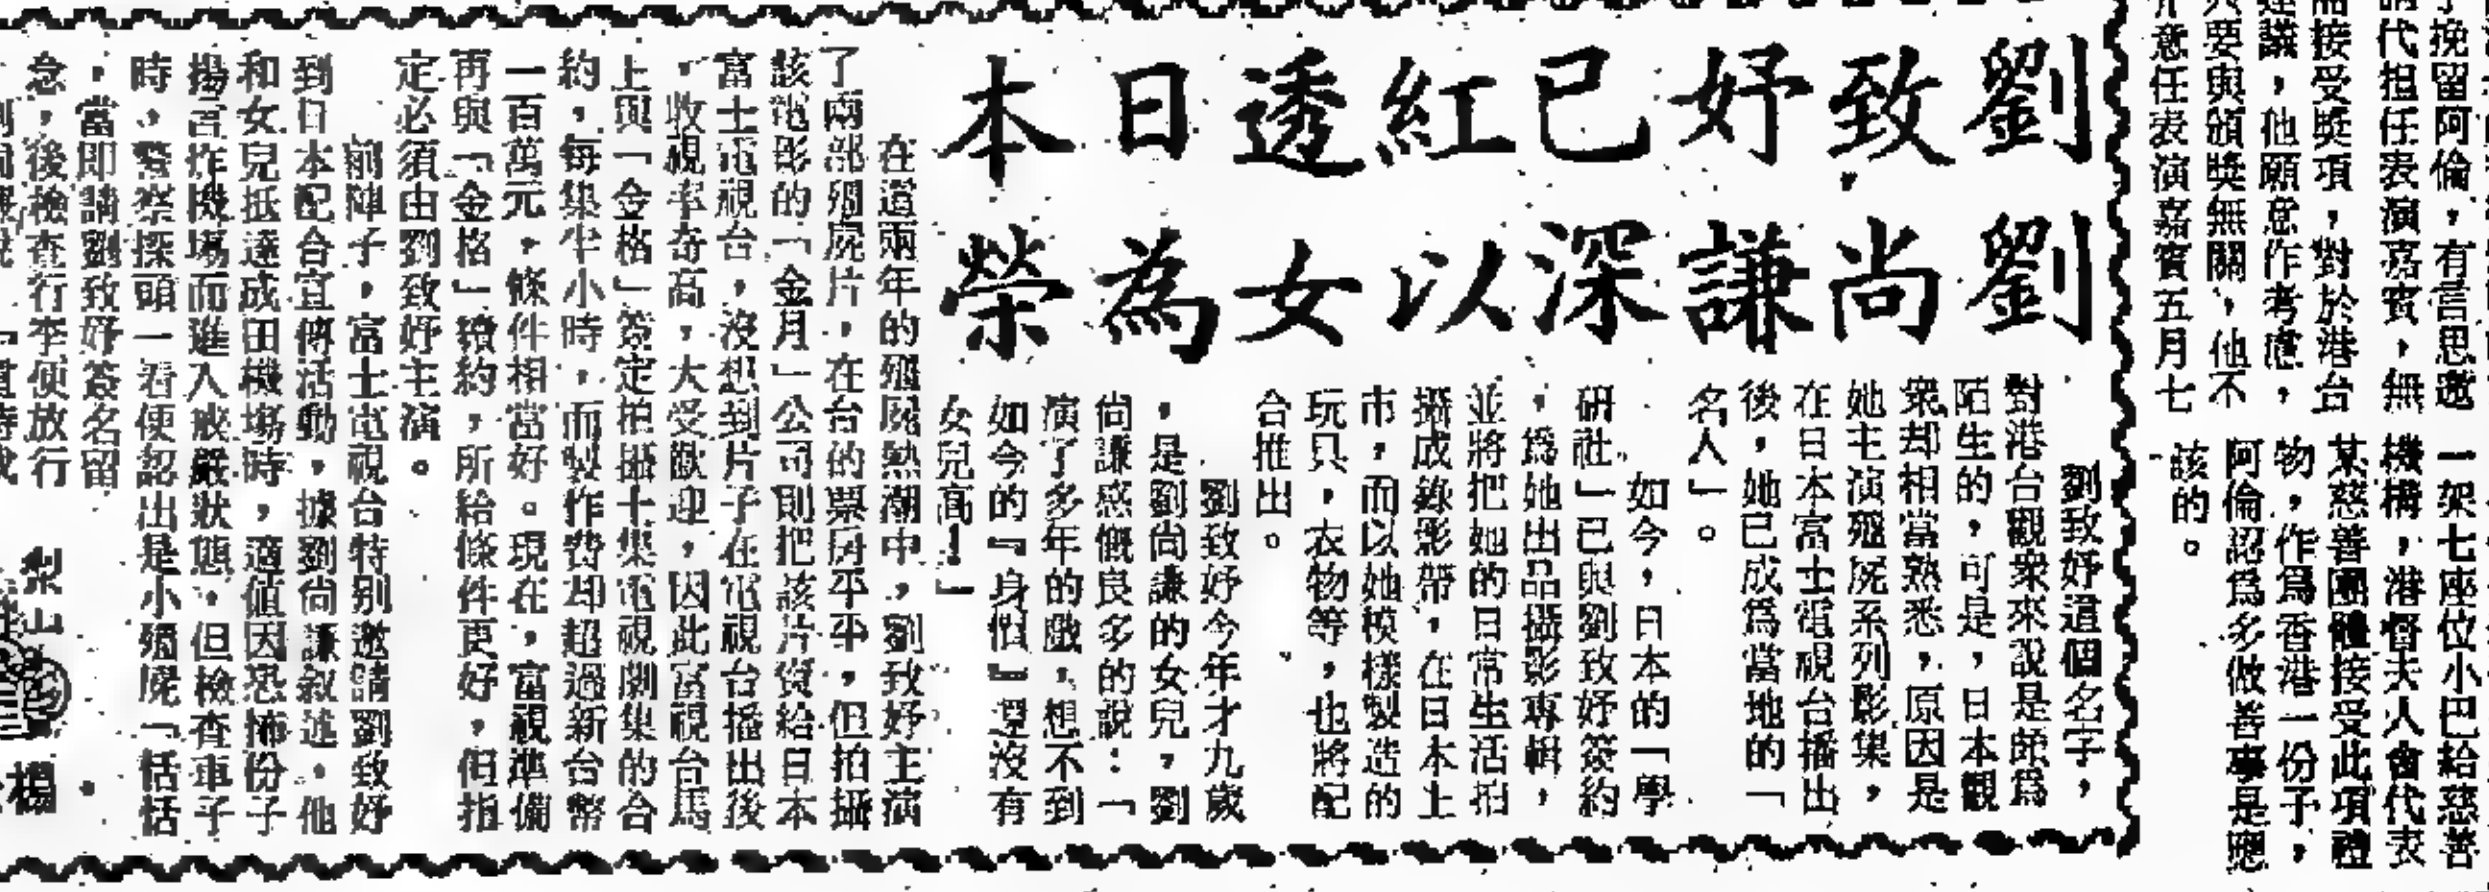 劉致妤已紅透日本
劉尚謙深以女為榮
劉致妤這個名字，
對港台觀衆來說是頗爲
陌生的，可是，日本觀
衆却相當熟悉，原因是
她主演殭屍系列影集，
在日本富士電視台播出
後，她已成爲當地的「
名人」。
如今，日本的「學
研社」已與劉致妤簽約
，爲她出品攝影專輯，
並將把她的日常生活拍
攝成錄影帶，在日本上
市，而以她模樣製造的
玩具，衣物等，也將配
合推出。
劉致妤今年才九歲
，是劉尚謙的女兒，劉
尚謙感慨良多的說：「
演了多年的戲，想不到
如今的『身價』還沒有
女兒高！」
在這兩年的殭屍熱潮中，劉致妤主演
了兩部殭屍片，在台的票房平平，但拍攝
該電影的「金月」公司則把該片賣給日本
富士電視台，沒想到片子在電視台播出後
，收視率奇高，大受歡迎，因此富視台馬
上與「金格」簽定拍攝十集電視劇集的合
約，每集半小時，而製作費却超過新台幣
一百萬元，條件相當好。現在，富視準備
再與「金格」續約，所給條件更好，但指
定必須由劉致妤主演。
前陣子，富士電視台特別邀請劉致妤
到日本配合宣傳活動，據劉尚謙敘述，他
和女兒抵達成田機場時，適值因恐怖份子
揚言炸機場而進入戒嚴狀態，但檢查車子
時，警察探頭一看便認出是小殭屍「恬恬
，當即請劉致妤簽名留
念，後檢查行李便放行
梨山
楊
挽留阿倫，有言思邀
代担任表演嘉賓，無
接受獎項，對於港台
建議，他願意作考慮，
只要與頒獎無關，他不
介意任表演嘉賓五月七
一架七座位小巴給慈善
機構，港督夫人會代表
某慈善團體接受此項禮
物，作爲香港一份子，
阿倫認爲多做善事是應
該的。